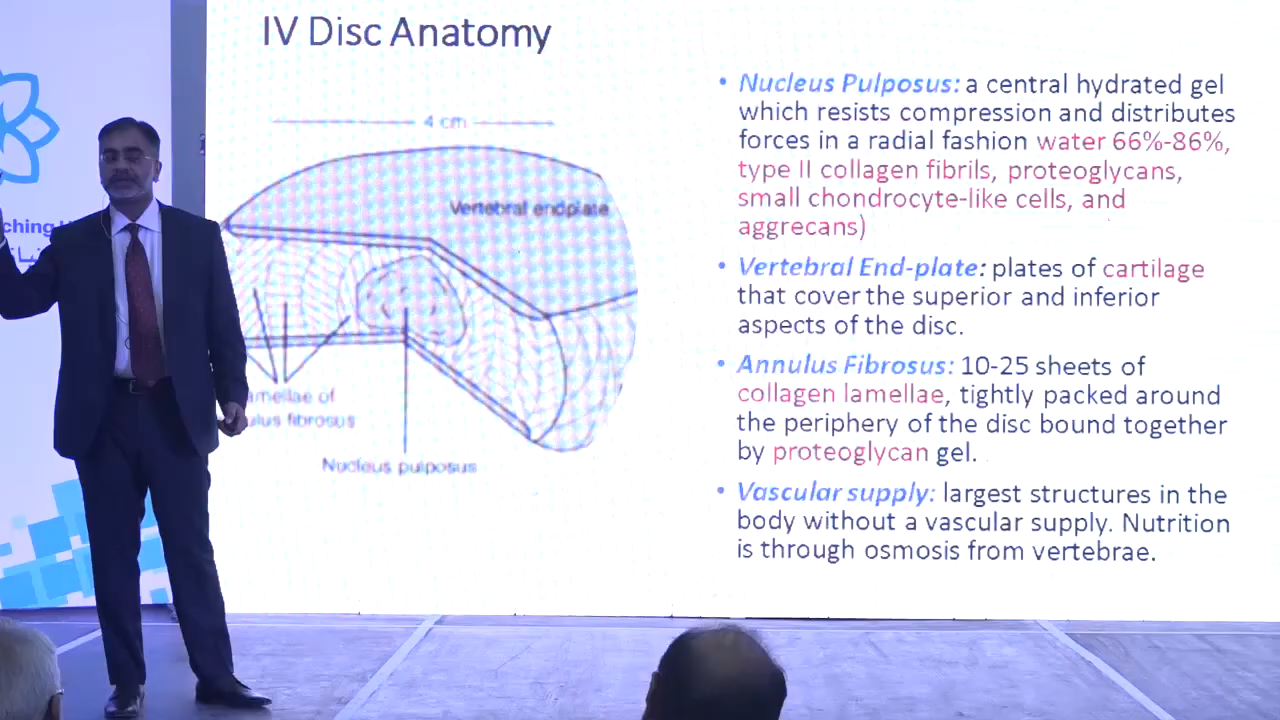 IV Disc Anatomy
4 cm
Vertebral endplate
fibrosus
Nucleus pulposus
• Nucleus Pulposus: a central hydrated gel
which resists compression and distributes
forces in a radial fashion water 66%-86%,
type II collagen fibrils, proteoglycans,
small chondrocyte-like cells, and
aggrecans)
• Vertebral End-plate: plates of cartilage
that cover the superior and inferior
aspects of the disc.
• Annulus Fibrosus: 10-25 sheets of
collagen lamellae, tightly packed around
the periphery of the disc bound together
by proteoglycan gel.
• Vascular supply: largest structures in the
body without a vascular supply. Nutrition
is through osmosis from vertebrae.